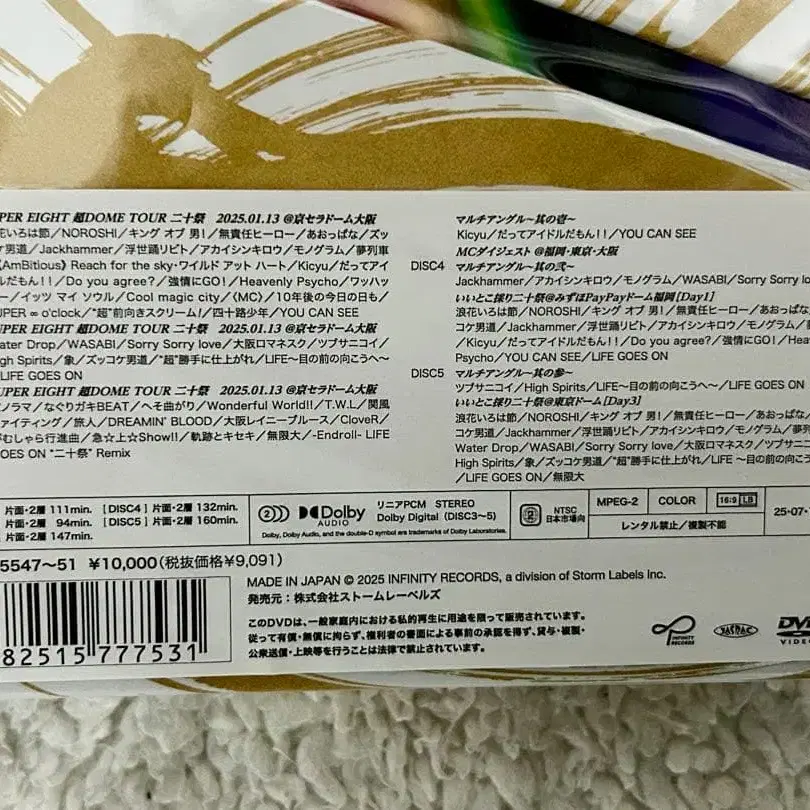 PER EIGHT 超DOME TOUR 二十祭 2025.01.13 @京セラドーム大阪
花いろは節/NOROSHI/キング オブ 男!/無責任ヒーロー/あおっぱな/ズッ
ケ男道/Jackhammer/浮世踊リビト/アカイシンキロウ/モノグラム/夢列車
《AmBitious》Reach for the sky・ワイルド アット ハート/Kicyu/だってアイ
ルだもん!!/Do you agree?/強情にGO!/Heavenly Psycho/ワッハッ
ー/イッツ マイ ソウル/Cool magic city/〈MC〉/10年後の今日の日も/
UPER ∞ o'clock/"超"前向きスクリーム!/四十路少年/YOU CAN SEE
UPER EIGHT 超DOME TOUR 二十祭 2025.01.13 @京セラドーム大阪
Water Drop/WASABI/Sorry Sorry love/大阪ロマネスク/ツブサニコイ/
High Spirits/象/ズッコケ男道/"超"勝手に仕上がれ/LIFE〜目の前の向こうへ〜
LIFE GOES ON
UPER EIGHT 超DOME TOUR 二十祭 2025.01.13 @京セラドーム大阪
ノラマ/なぐりガキBEAT/ヘそ曲がり/Wonderful World!!/T.W.L/関風
ァイティング/旅人/DREAMIN' BLOOD/大阪レイニーブルース/CloveR/
むしゃら行進曲/急☆上☆Show!!/軌跡とキセキ/無限大/-Endroll- LIFE
OES ON "二十祭" Remix
マルチアングル〜其の壱〜
Kicyu/だってアイドルだもん!!/YOU CAN SEE
MCダイジェスト @福岡・東京・大阪
DISC4 マルチアングル〜其の弐〜
Jackhammer/アカイシンキロウ/モノグラム/WASABI/Sorry Sorry lo
いいとこ採り二十祭@みずほPayPayドーム福岡[Day1]
浪花いろは節/NOROSHI/キング オブ 男!/無責任ヒーロー/あおっぱな/
コケ男道/Jackhammer/浮世踊リビト/アカイシンキロウ/モノグラム/
/Kicyu/だってアイドルだもん!!/Do you agree?/強情にGO!/Hea
Psycho/YOU CAN SEE/LIFE GOES ON
DISC5 マルチアングル〜其の参〜
ツブサニコイ/High Spirits/LIFE〜目の前の向こうへ〜/LIFE GOES ON
いいとこ採り二十祭@東京ドーム[Day3]
浪花いろは節/NOROSHI/キング オブ 男!/無責任ヒーロー/あおっぱな/
コケ男道/Jackhammer/浮世踊リビト/アカイシンキロウ/モノグラム/
Water Drop/WASABI/Sorry Sorry love/大阪ロマネスク/ツブサニ
High Spirits/象/ズッコケ男道/"超"勝手に仕上がれ/LIFE 〜目の前の向こう
/LIFE GOES ON/無限大
片面・2層 111min. [DISC4] 片面・2層 132min.
片面・2層 94min. [DISC5] 片面・2層 160min.
片面・2層 147min.
2 Dolby AUDIO リニアPCM STEREO
Dolby Digital (DISC3〜5)
Dolby, Dolby Audio, and the double-D symbol are trademarks of Dolby Laboratories.
2 NTSC 日本市場向
MPEG-2 COLOR 16:9 LB
レンタル禁止/複製不能
25・07・
5547〜51 ¥10,000(税抜価格¥9,091)
82515 777531
MADE IN JAPAN © 2025 INFINITY RECORDS, a division of Storm Labels Inc.
発売元:株式会社ストームレーベルズ
このDVDは、一般家庭内における私的再生に用途を限って販売されています。
従って有償・無償に拘らず、権利者の書面による事前の承諾を得ず、貸与・複製・
公衆送信・上映等を行うことは法律で禁止されています。
INFINITY RECORDS
JASRAC
DVD VIDEO